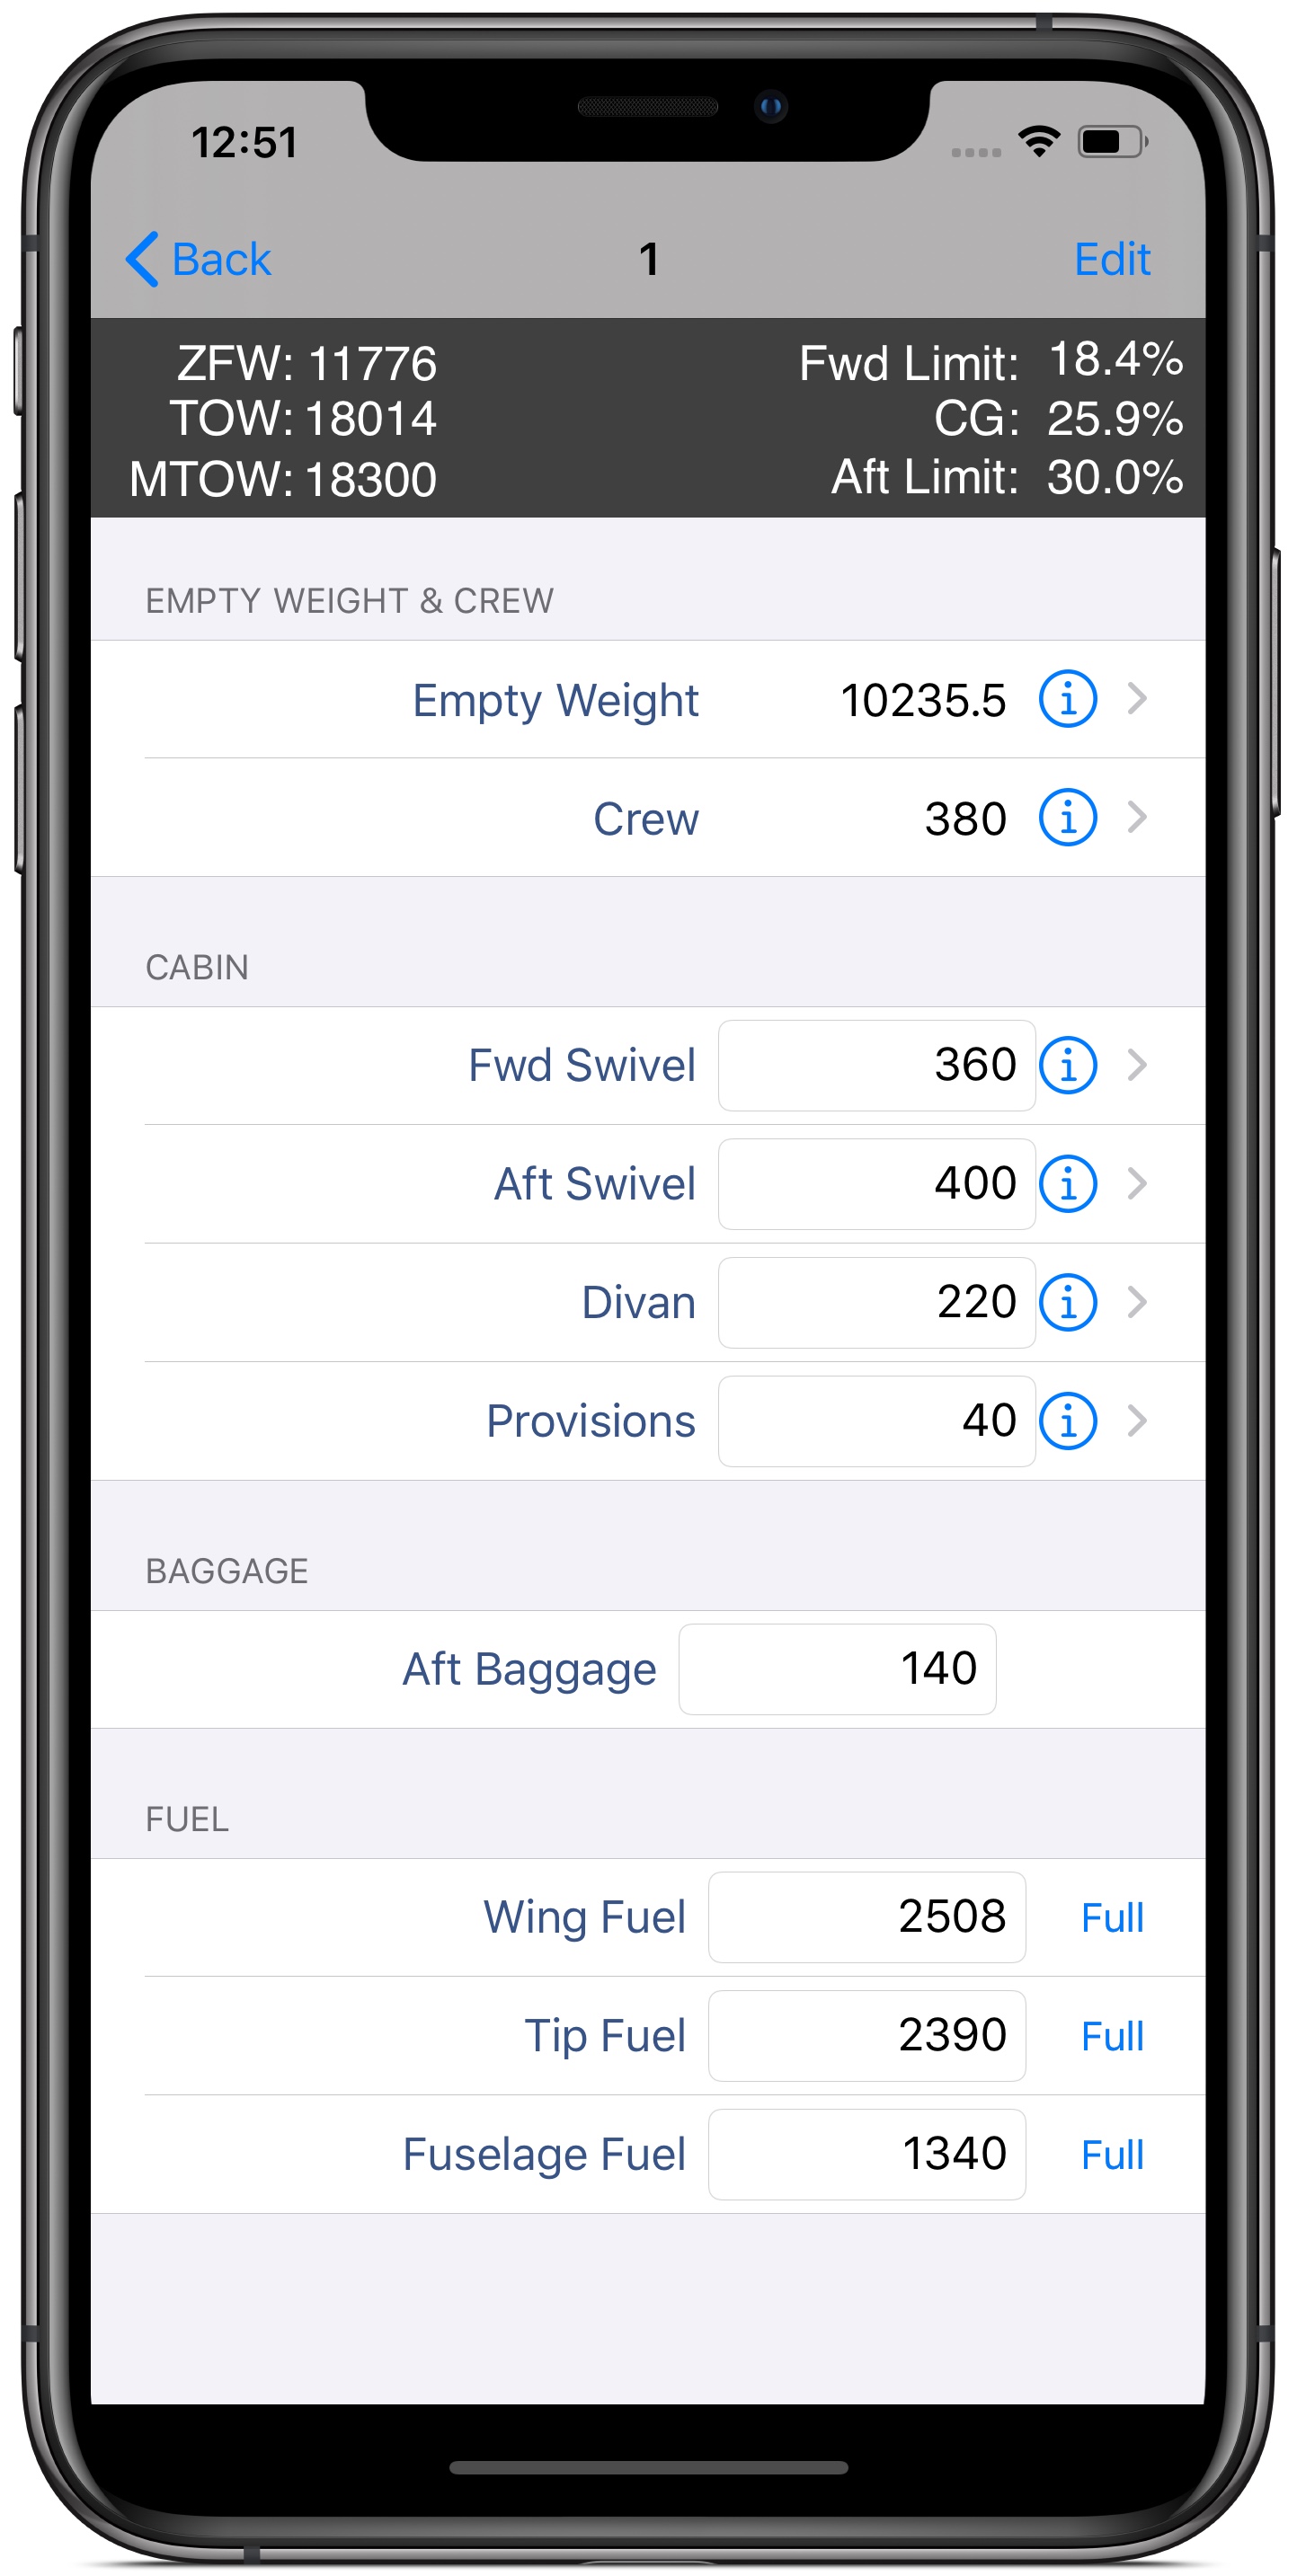 12:51
Back 1 Edit
ZFW: 11776 Fwd Limit: 18.4%
TOW: 18014 CG: 25.9%
MTOW: 18300 Aft Limit: 30.0%
EMPTY WEIGHT & CREW
Empty Weight 10235.5
Crew 380
CABIN
Fwd Swivel 360
Aft Swivel 400
Divan 220
Provisions 40
BAGGAGE
Aft Baggage 140
FUEL
Wing Fuel 2508 Full
Tip Fuel 2390 Full
Fuselage Fuel 1340 Full